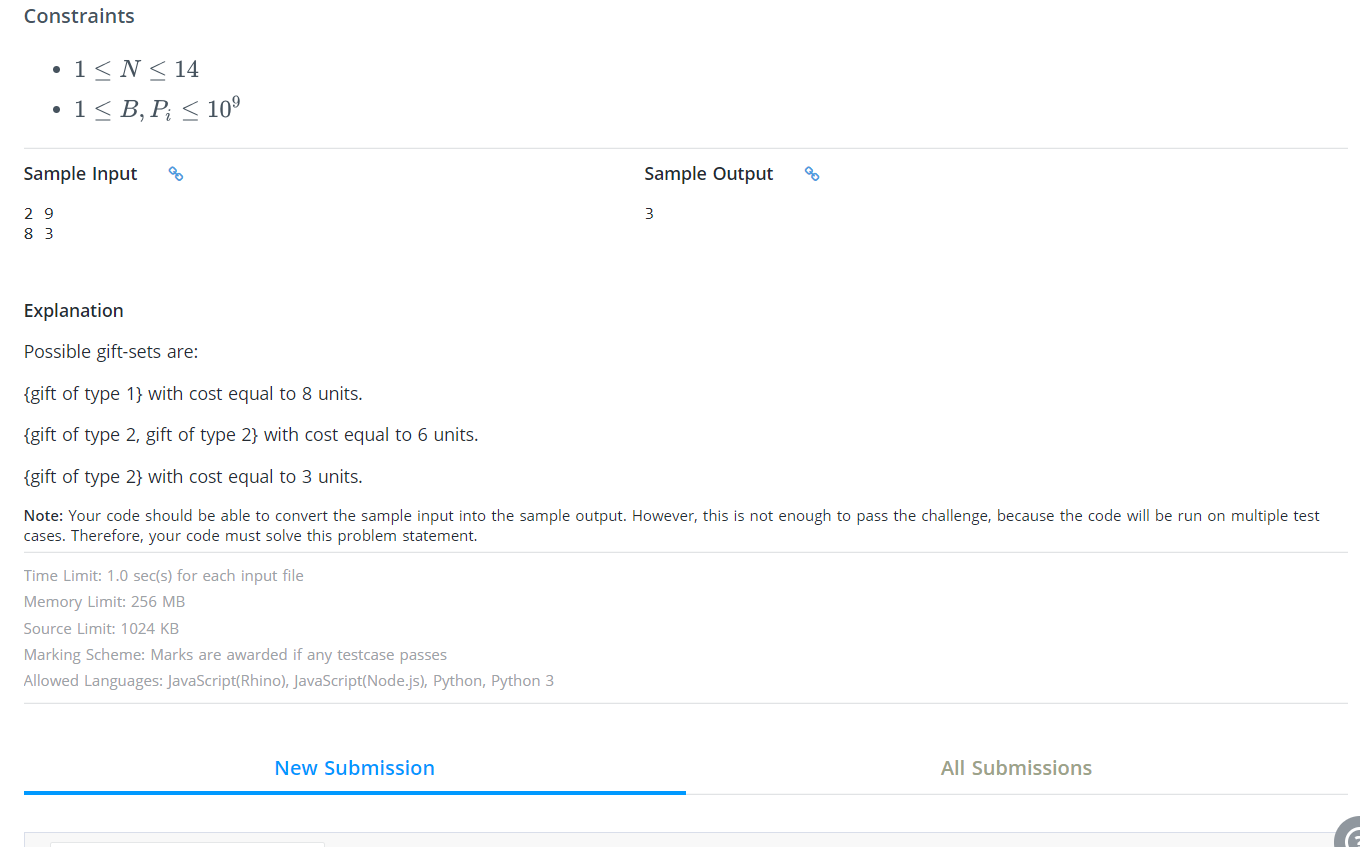 Constraints
• 1 ≤ N ≤ 14
• 1 ≤ B, Pᵢ ≤ 10⁹
Sample Input
Sample Output
2 9
8 3
3
Explanation
Possible gift-sets are:
{gift of type 1} with cost equal to 8 units.
{gift of type 2, gift of type 2} with cost equal to 6 units.
{gift of type 2} with cost equal to 3 units.
Note: Your code should be able to convert the sample input into the sample output. However, this is not enough to pass the challenge, because the code will be run on multiple test
cases. Therefore, your code must solve this problem statement.
Time Limit: 1.0 sec(s) for each input file
Memory Limit: 256 MB
Source Limit: 1024 KB
Marking Scheme: Marks are awarded if any testcase passes
Allowed Languages: JavaScript(Rhino), JavaScript(Node.js), Python, Python 3
New Submission
All Submissions